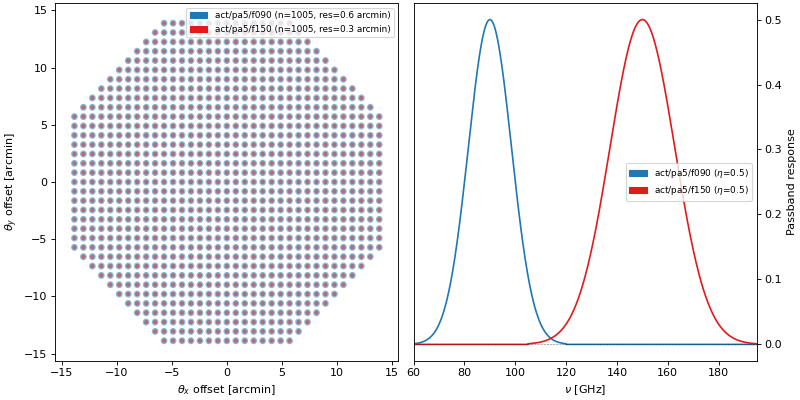 act/pa5/f090 (n=1005, res=0.6 arcmin)
act/pa5/f150 (n=1005, res=0.3 arcmin)
15
10
5
0
−5
−10
−15
θy offset [arcmin]
−15 −10 −5 0 5 10 15
θx offset [arcmin]
act/pa5/f090 (η=0.5)
act/pa5/f150 (η=0.5)
0.5
0.4
0.3
0.2
0.1
0.0
Passband response
60 80 100 120 140 160 180
ν [GHz]